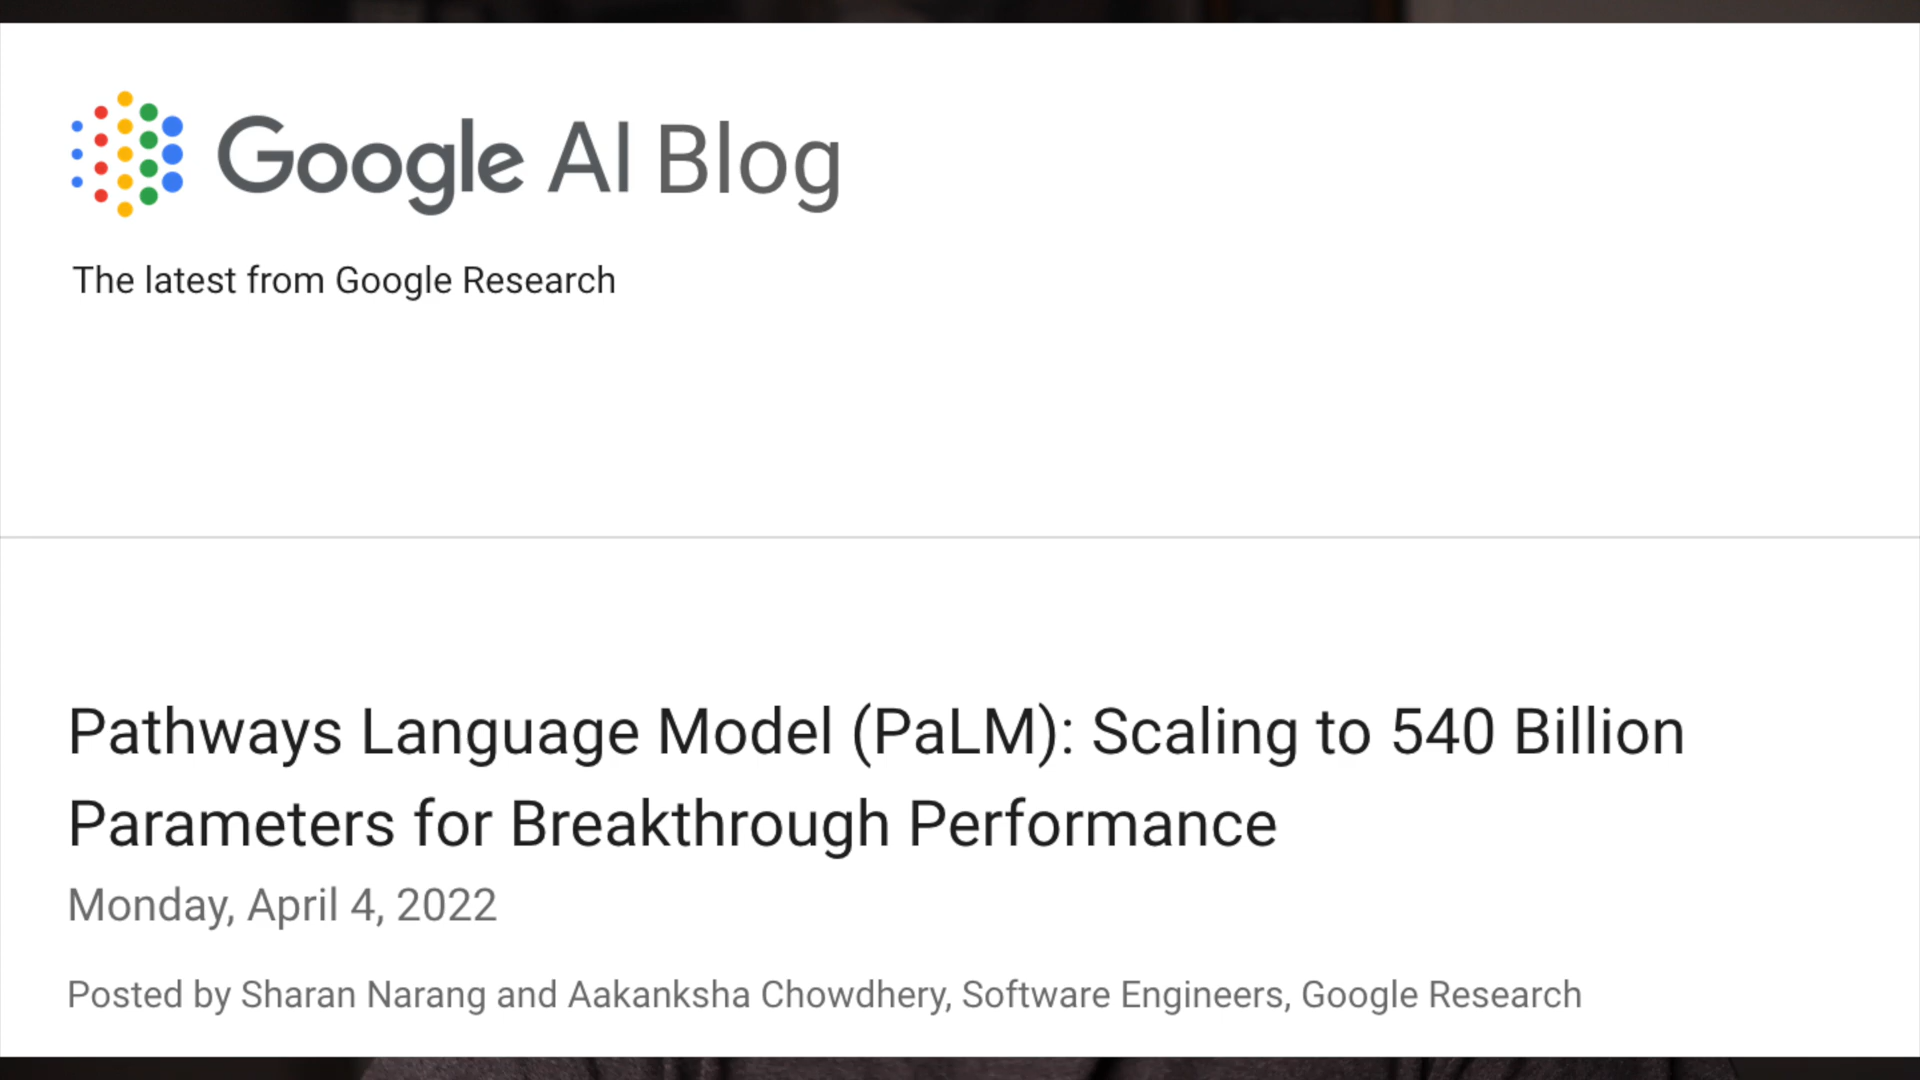 Google AI Blog
The latest from Google Research
Pathways Language Model (PaLM): Scaling to 540 Billion
Parameters for Breakthrough Performance
Monday, April 4, 2022
Posted by Sharan Narang and Aakanksha Chowdhery, Software Engineers, Google Research